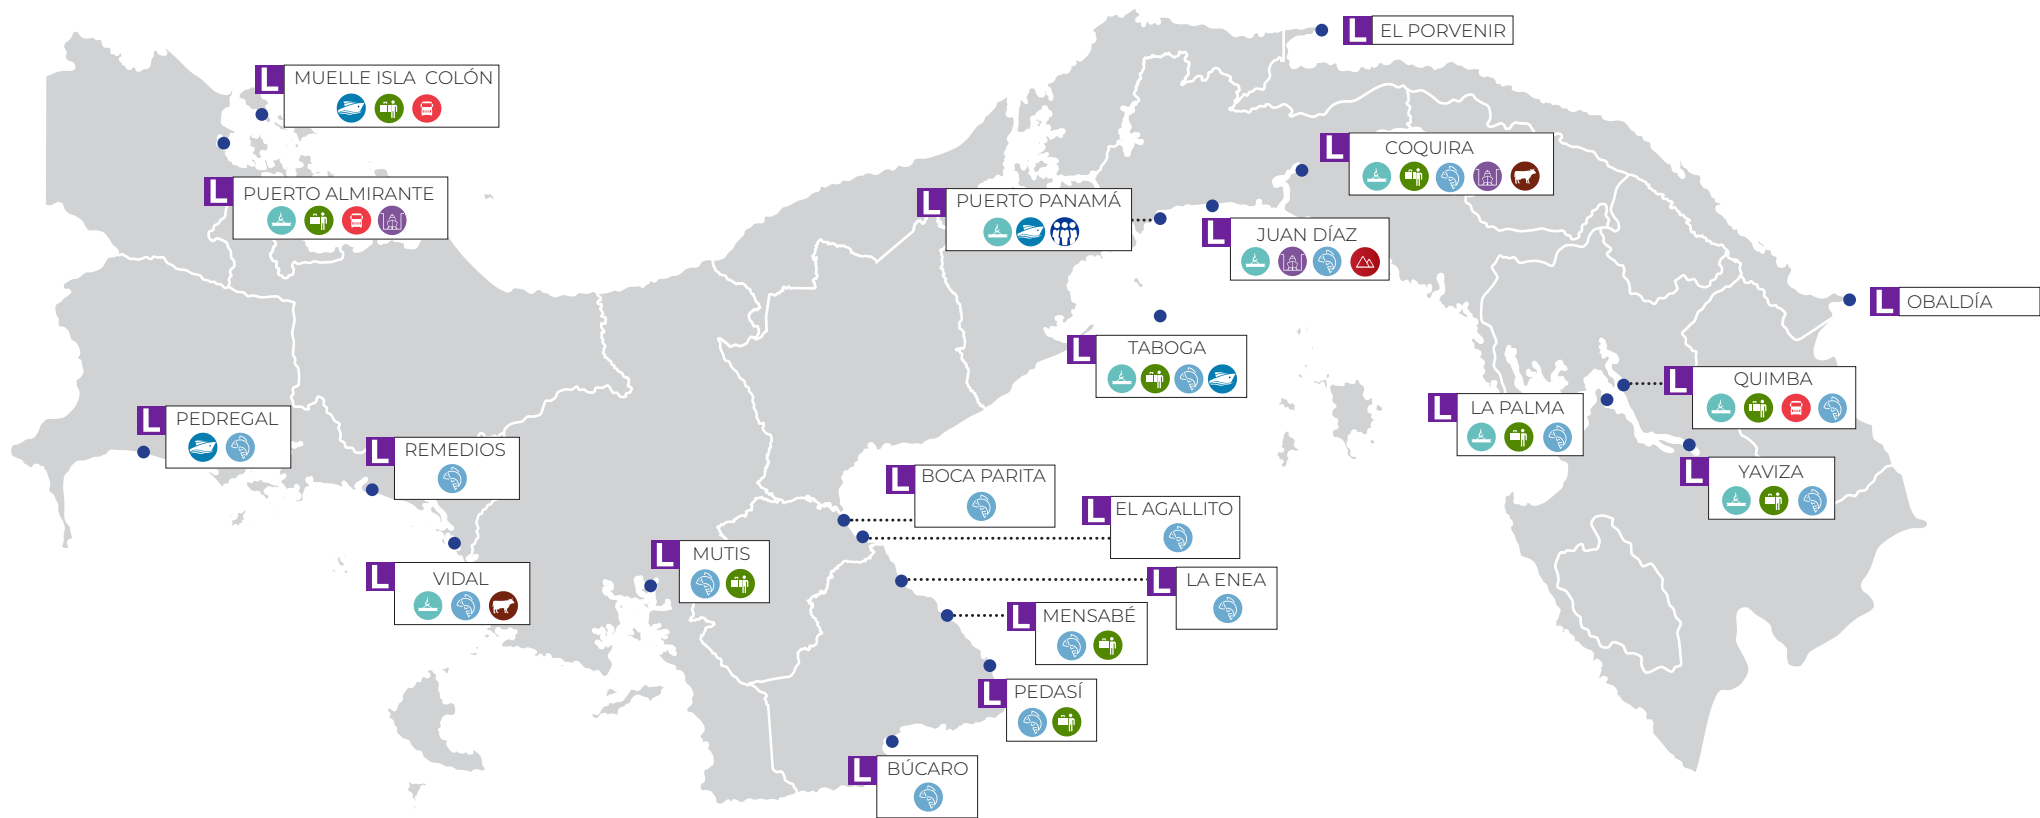 L EL PORVENIR
L MUELLE ISLA COLÓN
L COQUIRA
L PUERTO ALMIRANTE
L PUERTO PANAMÁ
L JUAN DÍAZ
L OBALDÍA
L TABOGA
L QUIMBA
L LA PALMA
L PEDREGAL
L REMEDIOS
L YAVIZA
L BOCA PARITA
L EL AGALLITO
L MUTIS
L VIDAL
L LA ENEA
L MENSABÉ
L PEDASÍ
L BÚCARO